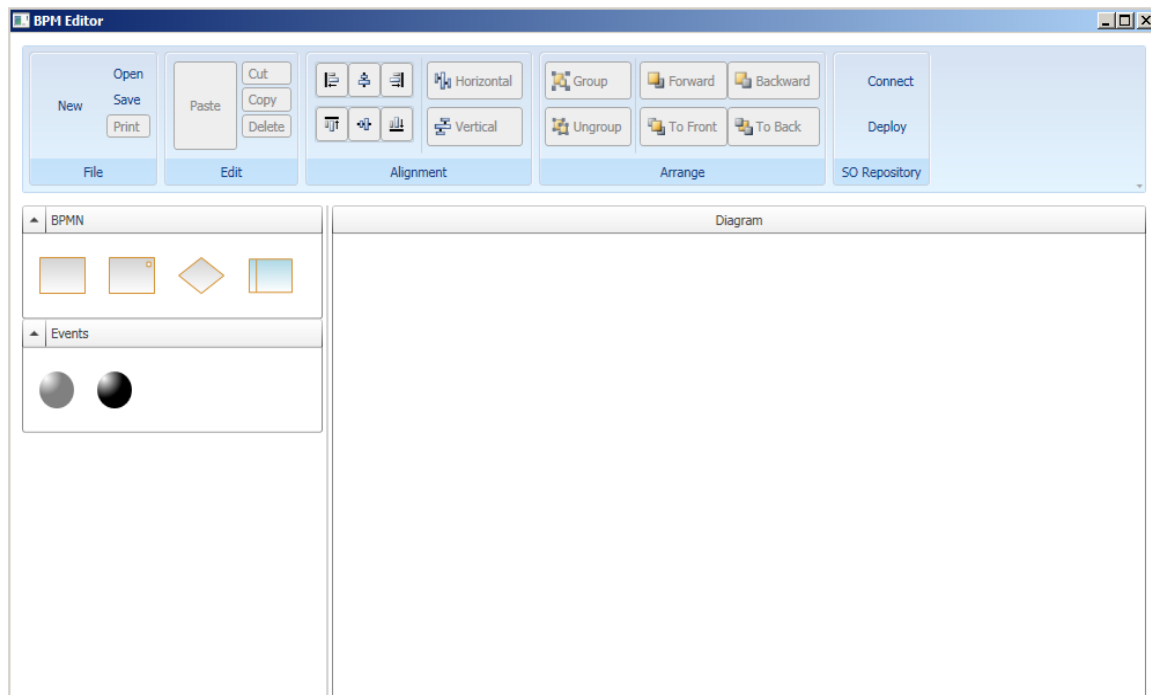 BPM Editor
New
Open
Save
Print
File
Paste
Cut
Copy
Delete
Edit
Horizontal
Vertical
Alignment
Group
Forward
Backward
Ungroup
To Front
To Back
Arrange
Connect
Deploy
SO Repository
BPMN
Events
Diagram